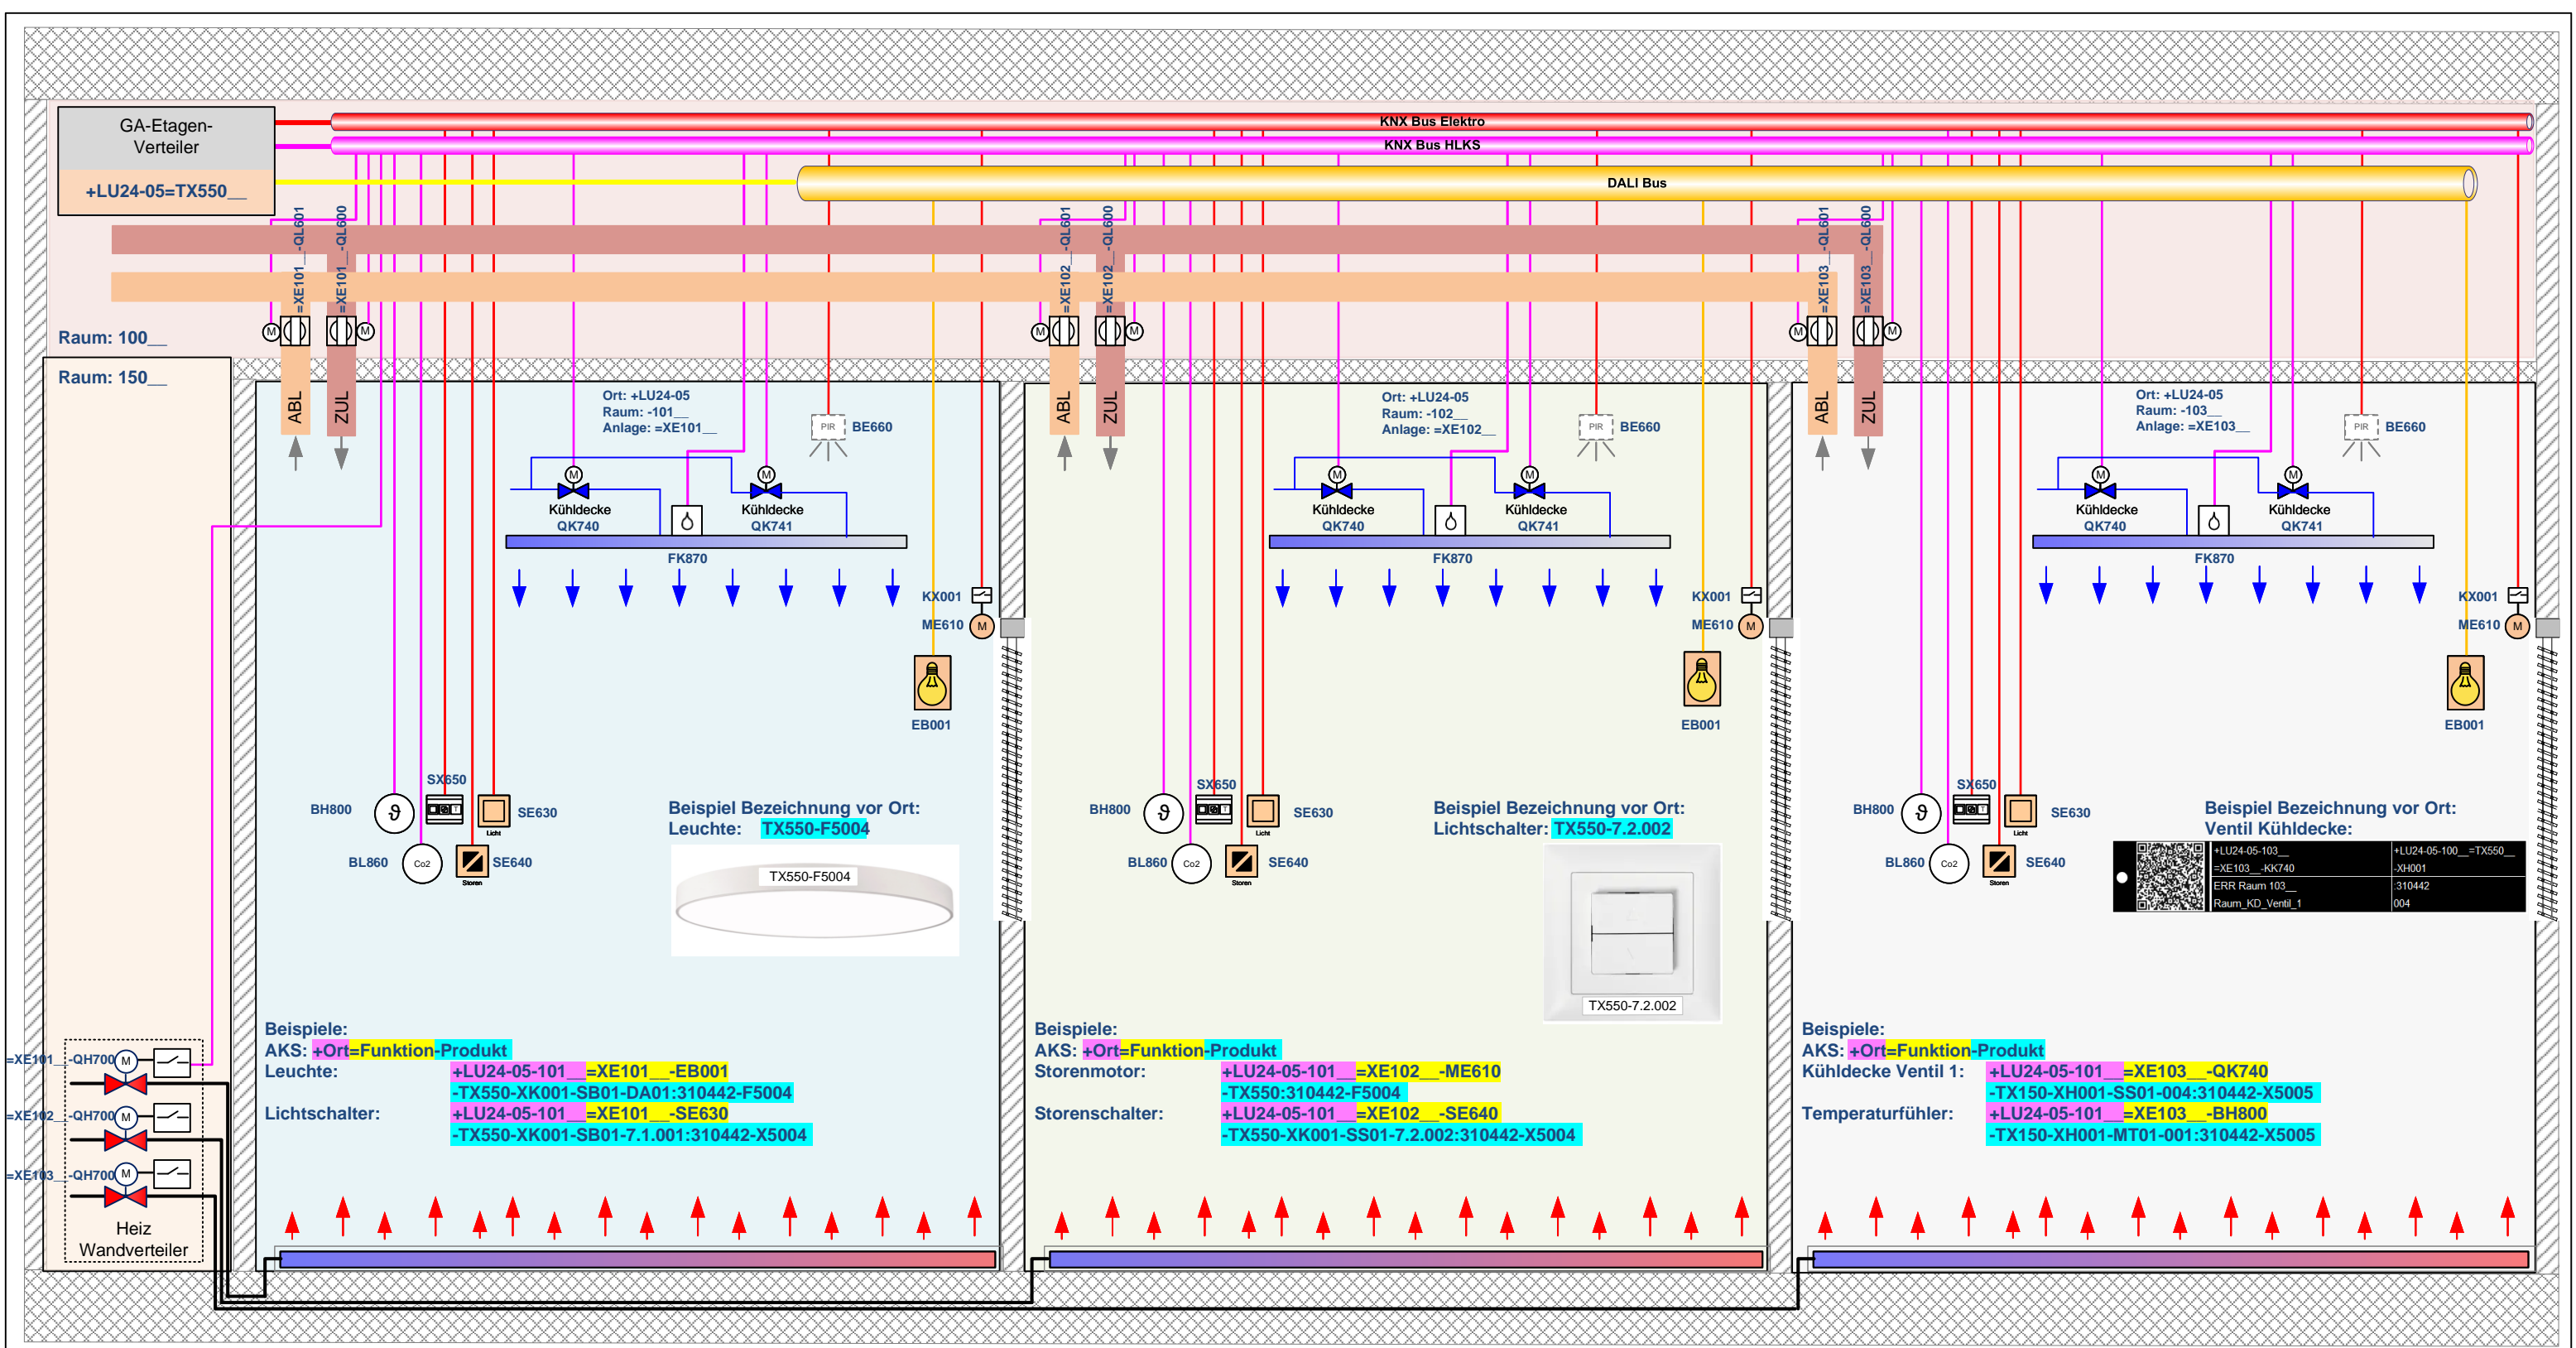 KNX Bus Elektro
KNX Bus HLKS
DALI Bus
GA-Etagen-
Verteiler
+LU24-05=TX550__
=XE101__-QL601
=XE101__-QL600
=XE102__-QL601
=XE102__-QL600
=XE103__-QL601
=XE103__-QL600
M
M
M
M
M
M
Raum: 100__
Raum: 150__
ABL
ZUL
Ort: +LU24-05
Raum: -101__
Anlage: =XE101__
PIR
BE660
M
M
Kühldecke
QK740
Kühldecke
QK741
FK870
KX001
ME610
M
EB001
SX650
BH800
ϑ
T
SE630
Licht
BL860
Co2
SE640
Storen
Beispiel Bezeichnung vor Ort:
Leuchte: TX550-F5004
TX550-F5004
Beispiele:
AKS: +Ort=Funktion-Produkt
Leuchte: +LU24-05-101__=XE101__-EB001
-TX550-XK001-SB01-DA01:310442-F5004
Lichtschalter: +LU24-05-101__=XE101__-SE630
-TX550-XK001-SB01-7.1.001:310442-X5004
ABL
ZUL
Ort: +LU24-05
Raum: -102__
Anlage: =XE102__
PIR
BE660
M
M
Kühldecke
QK740
Kühldecke
QK741
FK870
KX001
ME610
M
EB001
SX650
BH800
ϑ
T
SE630
Licht
BL860
Co2
SE640
Storen
Beispiel Bezeichnung vor Ort:
Lichtschalter: TX550-7.2.002
TX550-7.2.002
Beispiele:
AKS: +Ort=Funktion-Produkt
Storenmotor: +LU24-05-101__=XE102__-ME610
-TX550:310442-F5004
Storenschalter: +LU24-05-101__=XE102__-SE640
-TX550-XK001-SS01-7.2.002:310442-X5004
ABL
ZUL
Ort: +LU24-05
Raum: -103__
Anlage: =XE103__
PIR
BE660
M
M
Kühldecke
QK740
Kühldecke
QK741
FK870
KX001
ME610
M
EB001
SX650
BH800
ϑ
T
SE630
Licht
BL860
Co2
SE640
Storen
Beispiel Bezeichnung vor Ort:
Ventil Kühldecke:
+LU24-05-103__ +LU24-05-100__=TX550__
=XE103__-KK740 -XH001
ERR Raum 103__ :310442
Raum_KD_Ventil_1 004
Beispiele:
AKS: +Ort=Funktion-Produkt
Kühldecke Ventil 1: +LU24-05-101__=XE103__-QK740
-TX150-XH001-SS01-004:310442-X5005
Temperaturfühler: +LU24-05-101__=XE103__-BH800
-TX150-XH001-MT01-001:310442-X5005
=XE101__-QH700 M
=XE102__-QH700 M
=XE103__-QH700 M
Heiz
Wandverteiler